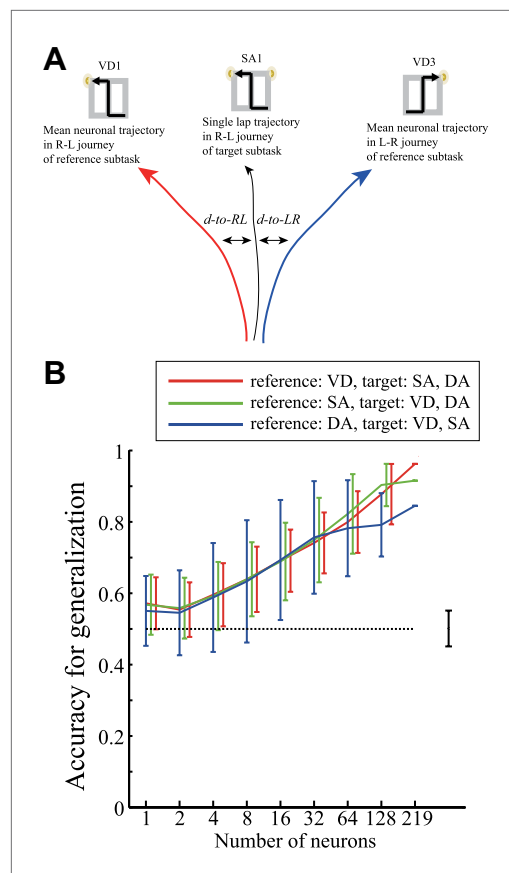 A
VD1
SA1
VD3
Mean neuronal trajectory
in R-L journey
of reference subtask
Single lap trajectory
in R-L journey
of target subtask
Mean neuronal trajectory
in L-R journey
of reference subtask
d-to-RL
d-to-LR
B
reference: VD, target: SA, DA
reference: SA, target: VD, DA
reference: DA, target: VD, SA
Accuracy for generalization
1
0.8
0.6
0.4
0.2
0
1 2 4 8 16 32 64 128 219
Number of neurons